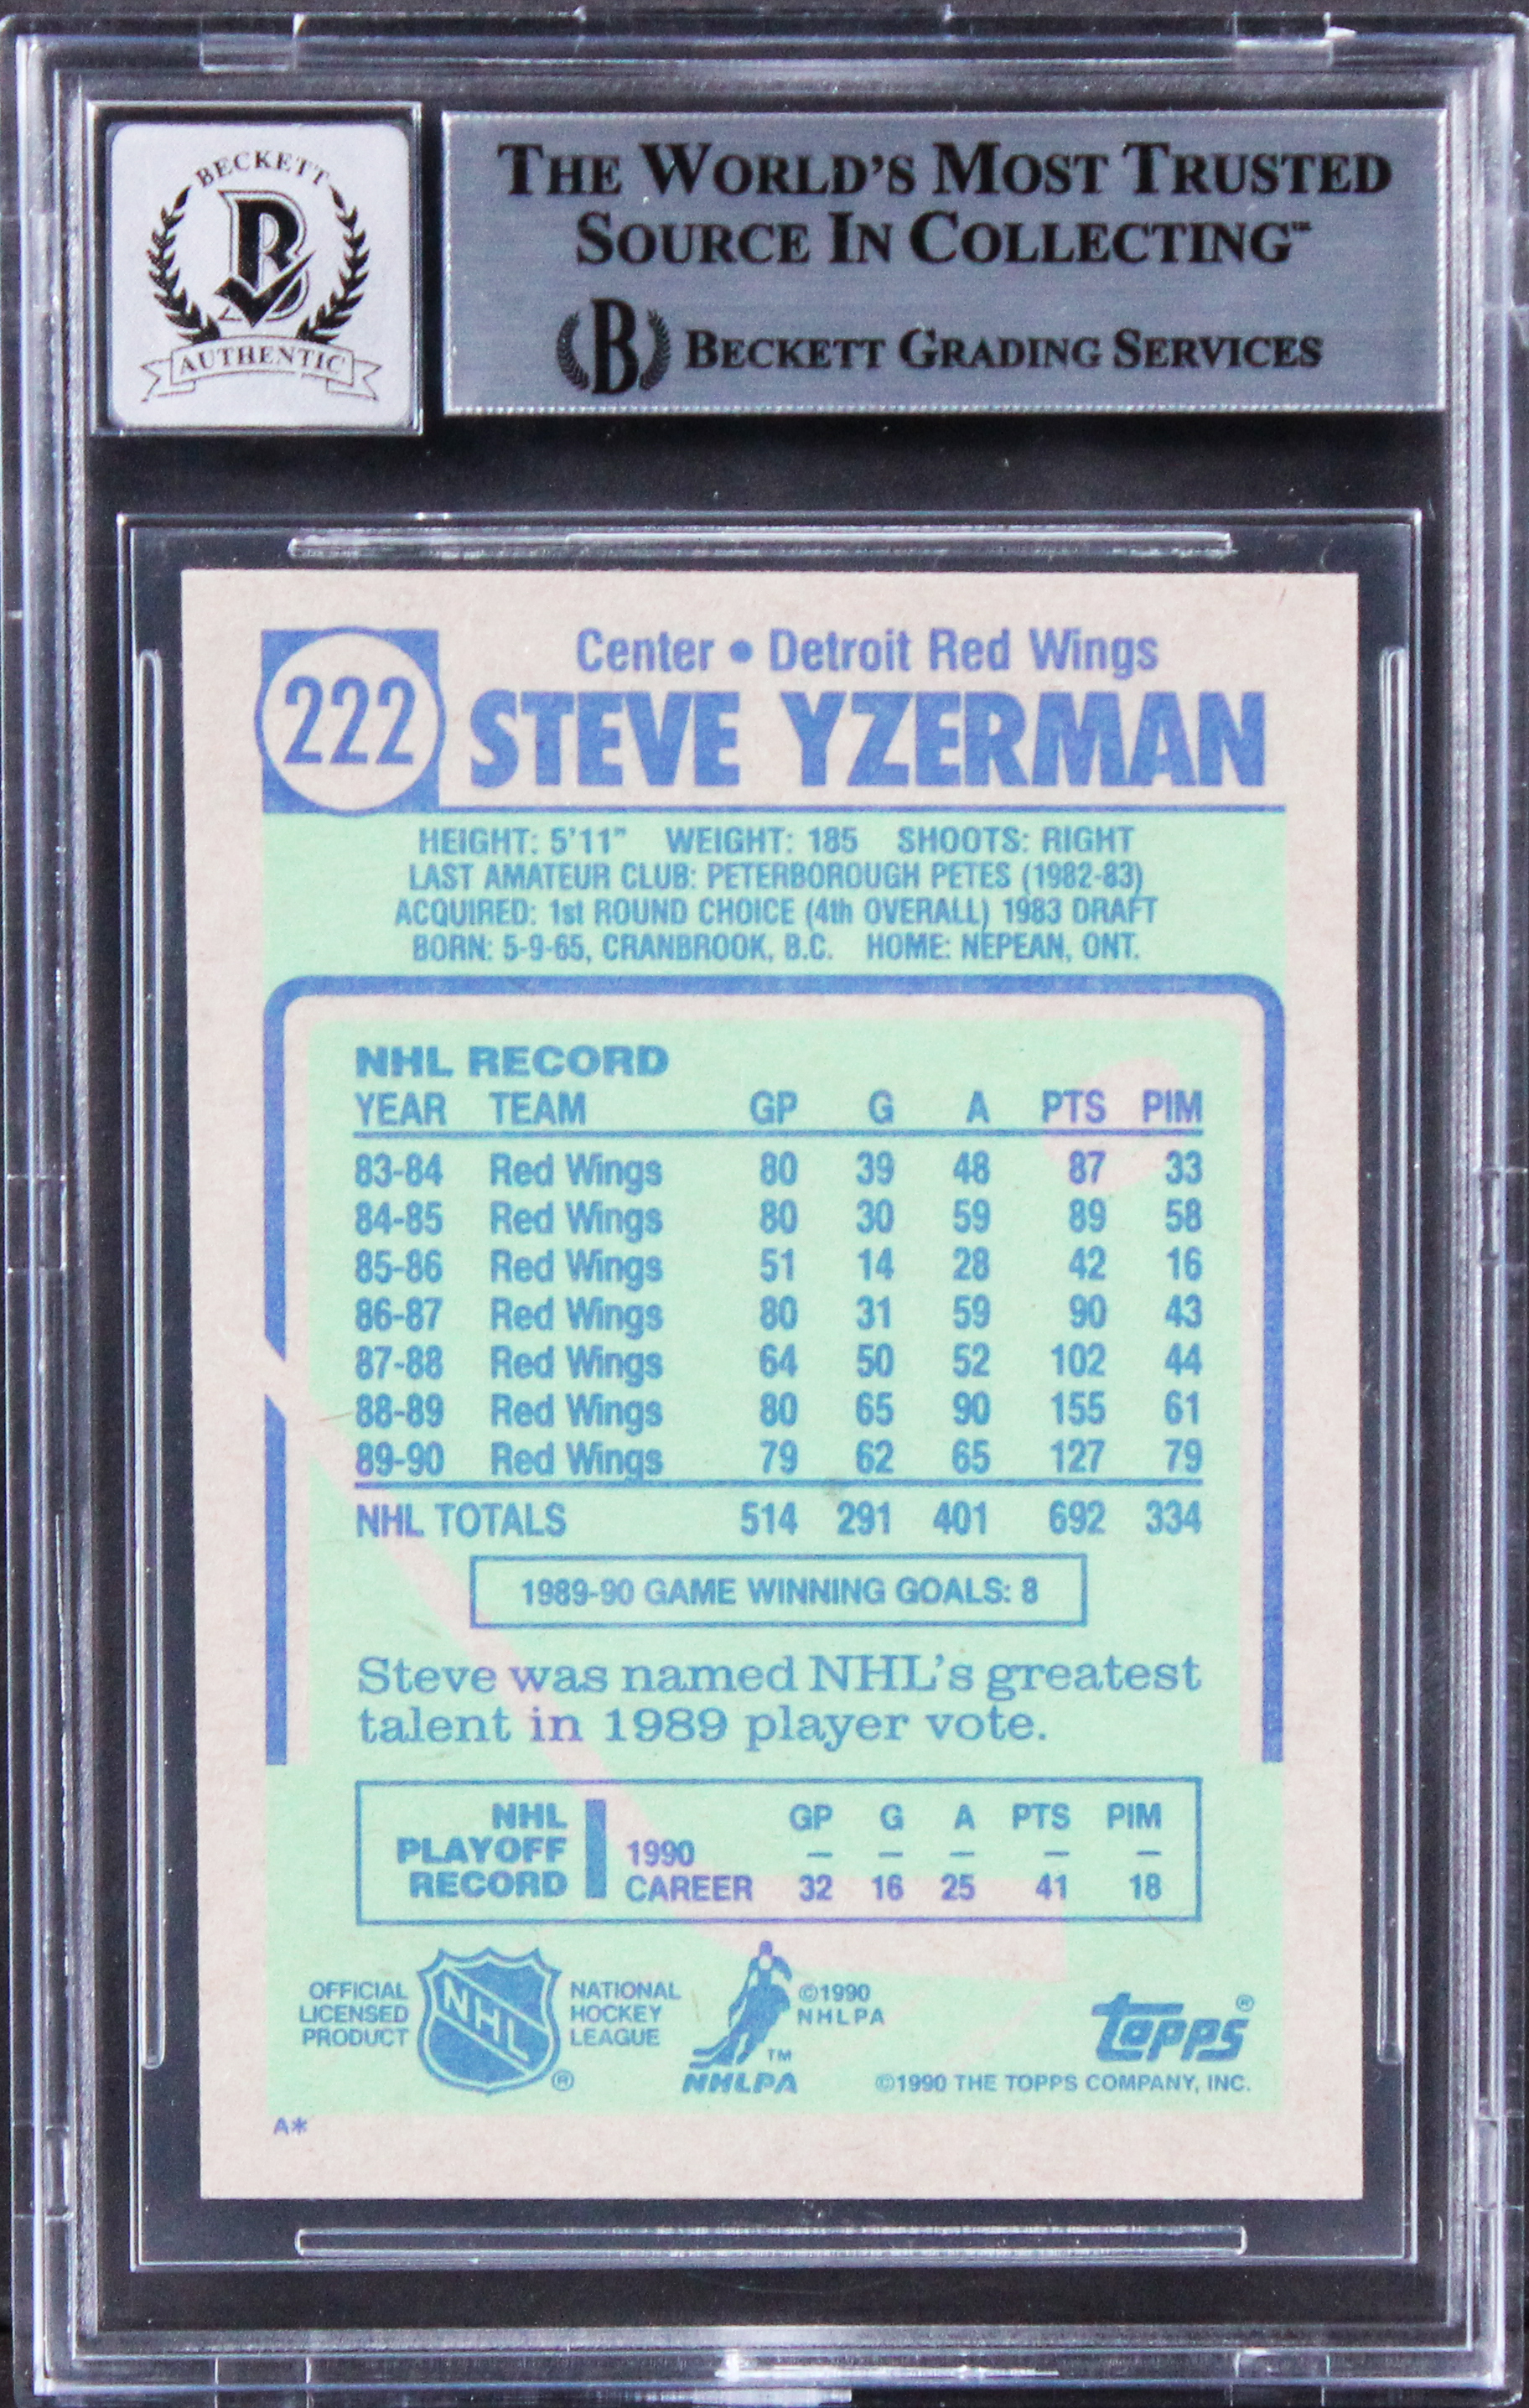 BECKETT
B
AUTHENTIC
THE WORLD'S MOST TRUSTED
SOURCE IN COLLECTING™
B BECKETT GRADING SERVICES
222
Center • Detroit Red Wings
STEVE YZERMAN
HEIGHT: 5'11" WEIGHT: 185 SHOOTS: RIGHT
LAST AMATEUR CLUB: PETERBOROUGH PETES (1982-83)
ACQUIRED: 1st ROUND CHOICE (4th OVERALL) 1983 DRAFT
BORN: 5-9-65, CRANBROOK, B.C. HOME: NEPEAN, ONT.
NHL RECORD
YEAR TEAM GP G A PTS PIM
83-84 Red Wings 80 39 48 87 33
84-85 Red Wings 80 30 59 89 58
85-86 Red Wings 51 14 28 42 16
86-87 Red Wings 80 31 59 90 43
87-88 Red Wings 64 50 52 102 44
88-89 Red Wings 80 65 90 155 61
89-90 Red Wings 79 62 65 127 79
NHL TOTALS 514 291 401 692 334
1989-90 GAME WINNING GOALS: 8
Steve was named NHL's greatest
talent in 1989 player vote.
NHL
PLAYOFF
RECORD
GP G A PTS PIM
1990 – – – – –
CAREER 32 16 25 41 18
OFFICIAL
LICENSED
PRODUCT
NHL
®
NATIONAL
HOCKEY
LEAGUE
TM
NHLPA
©1990
NHLPA
topps®
©1990 THE TOPPS COMPANY, INC.
A*